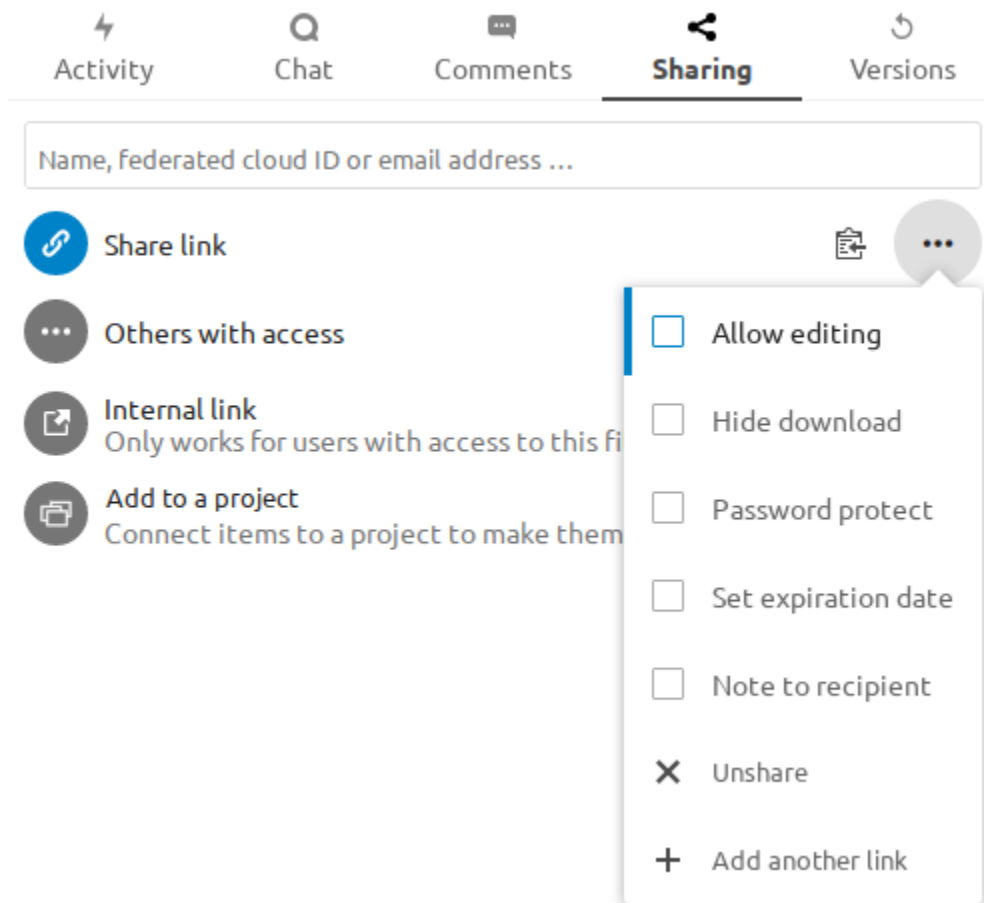 Activity
Chat
Comments
Sharing
Versions
Name, federated cloud ID or email address …
Share link
Others with access
Internal link
Only works for users with access to this fi
Add to a project
Connect items to a project to make them
Allow editing
Hide download
Password protect
Set expiration date
Note to recipient
Unshare
Add another link